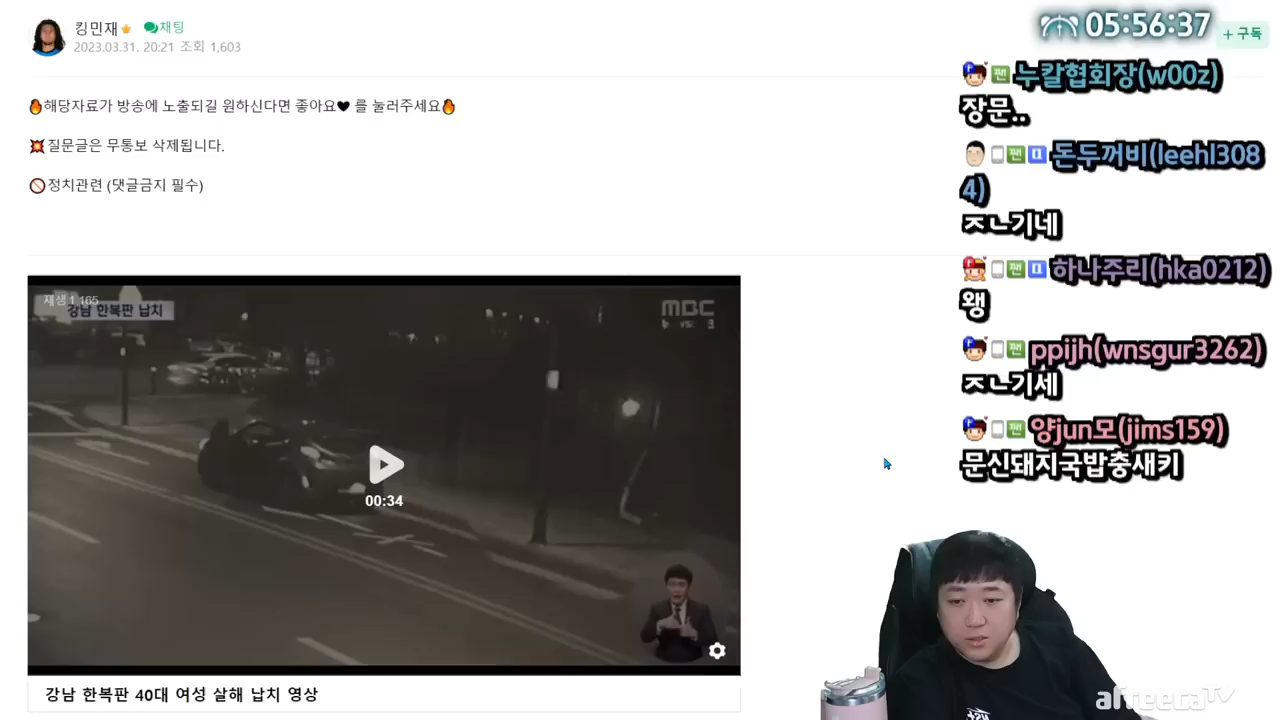 킹민재 채팅
2023.03.31. 20:21 조회 1,603
05:56:37
+ 구독
🔥해당자료가 방송에 노출되길 원하신다면 좋아요🖤 를 눌러주세요🔥
💥질문글은 무통보 삭제됩니다.
🚫정치관련 (댓글금지 필수)
누칼협회장(w00z)
장문..
돈두꺼비(leehl308
4)
ㅈㄴ기네
하나주리(hka0212)
왱
ppijh(wnsgur3262)
ㅈㄴ기세
양jun모(jims159)
문신돼지국밥충새키
재생 1,165
강남 한복판 납치
MBC
00:34
강남 한복판 40대 여성 살해 납치 영상
afreecaTV